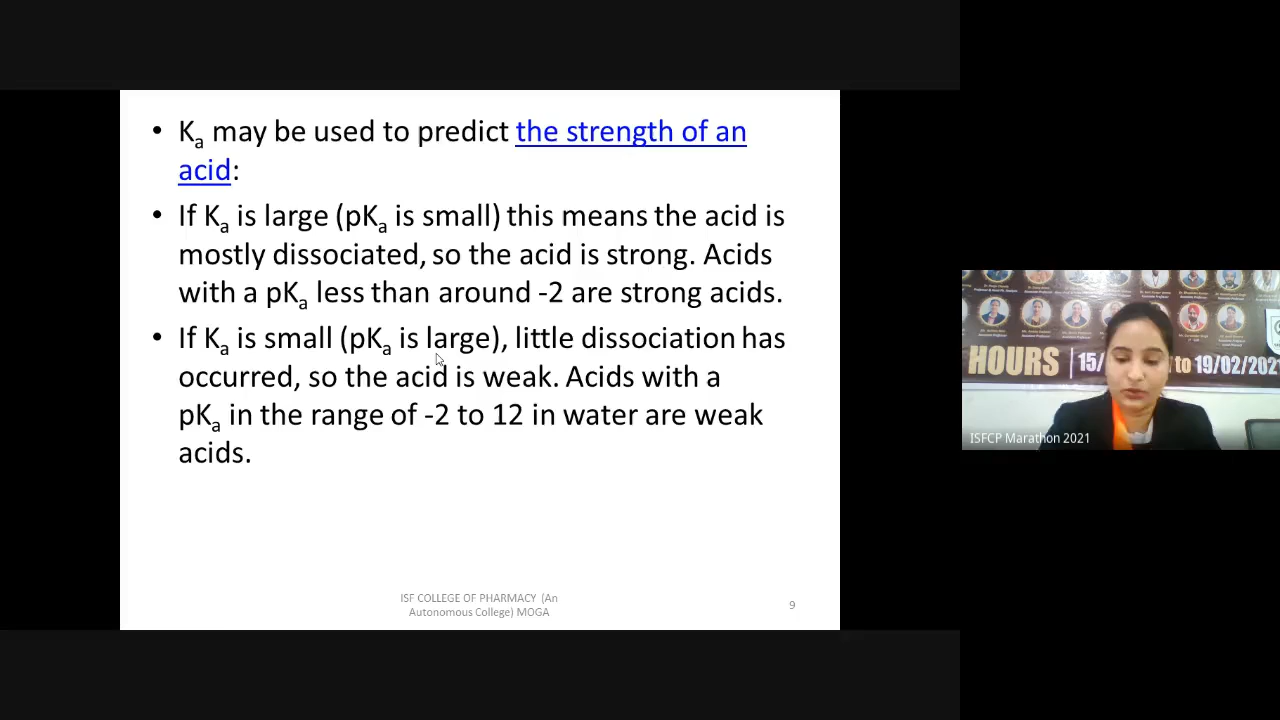 • Ka may be used to predict the strength of an
acid:
• If Ka is large (pKa is small) this means the acid is
mostly dissociated, so the acid is strong. Acids
with a pKa less than around -2 are strong acids.
• If Ka is small (pKa is large), little dissociation has
occurred, so the acid is weak. Acids with a
pKa in the range of -2 to 12 in water are weak
acids.
ISF COLLEGE OF PHARMACY (An
Autonomous College) MOGA
9
HOURS 15/ to 19/02/2021
ISFCP Marathon 2021